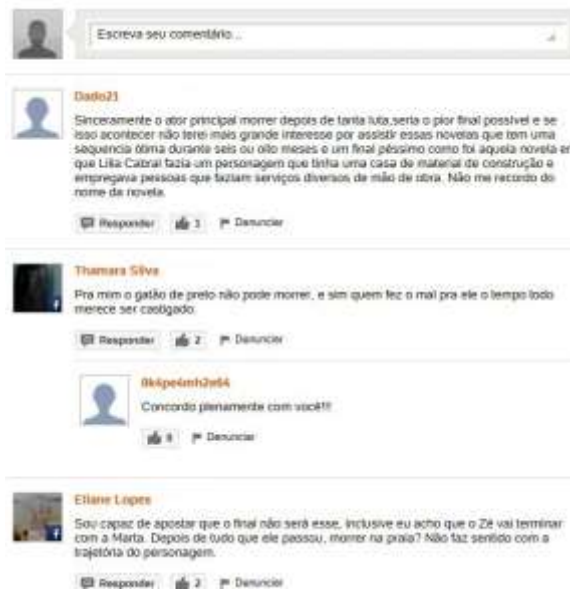 Escreva seu comentário...
Dado21
Sinceramente o ator principal morrer depois de tanta luta,seria o pior final possível e se
isso acontecer não terei mais grande interesse por assistir essas novelas que tem uma
sequencia ótima durante seis ou oito meses e um final péssimo como foi aquela novela
que Lilia Cabral fazia um personagem que tinha uma casa de material de construção e
empregava pessoas que faziam serviços diversos de mão de obra. Não me recordo do
nome da novela.
Responder Denunciar
Thamara Silva
Pra mim o gatão de preto não pode morrer, e sim quem fez o mal pra ele o tempo todo
merece ser castigado.
Responder 2 Denunciar
Concordo plenamente com você!!!
Denunciar
Eliane Lopes
Sou capaz de apostar que o final não será esse, inclusive eu acho que o Zé vai terminar
com a Marta. Depois de tudo que ele passou, morrer na praia? Não faz sentido com a
trajetória do personagem.
Responder 2 Denunciar